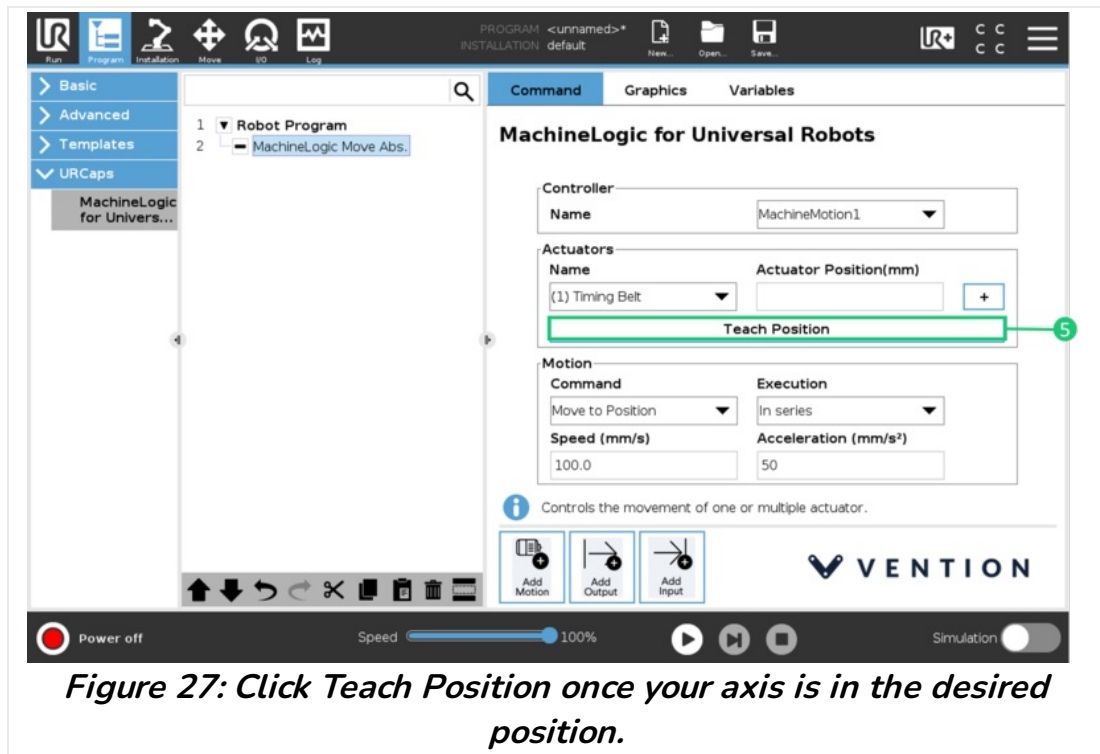 UR
PROGRAM <unnamed>*
INSTALLATION default
Run Program Installation Move I/O Log New... Open... Save... UR+ C C
C C
Basic
Advanced
Templates
URCaps
MachineLogic
for Univers...
1 Robot Program
2 MachineLogic Move Abs.
Command Graphics Variables
MachineLogic for Universal Robots
Controller
Name MachineMotion1
Actuators
Name Actuator Position(mm)
(1) Timing Belt +
Teach Position 5
Motion
Command Execution
Move to Position In series
Speed (mm/s) Acceleration (mm/s²)
100.0 50
i Controls the movement of one or multiple actuator.
Add Motion
Add Output
Add Input
VENTION
Power off Speed 100% Simulation
Figure 27: Click Teach Position once your axis is in the desired
position.